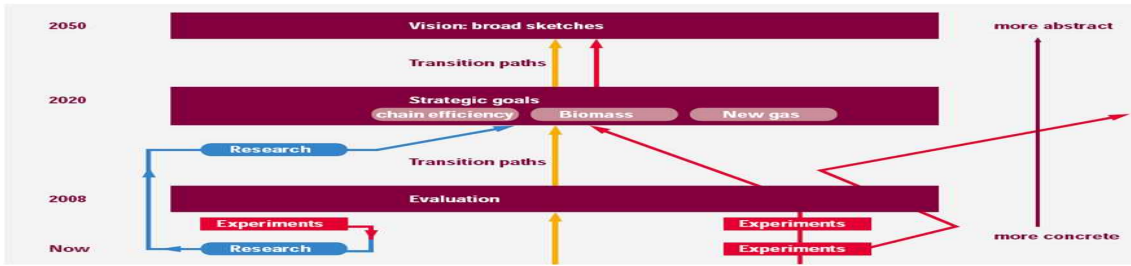 2050 Vision: broad sketches more abstract
Transition paths
2020 Strategic goals
chain efficiency Biomass New gas
Research
Transition paths
2008 Evaluation
Experiments Experiments
more concrete
Now Research Experiments